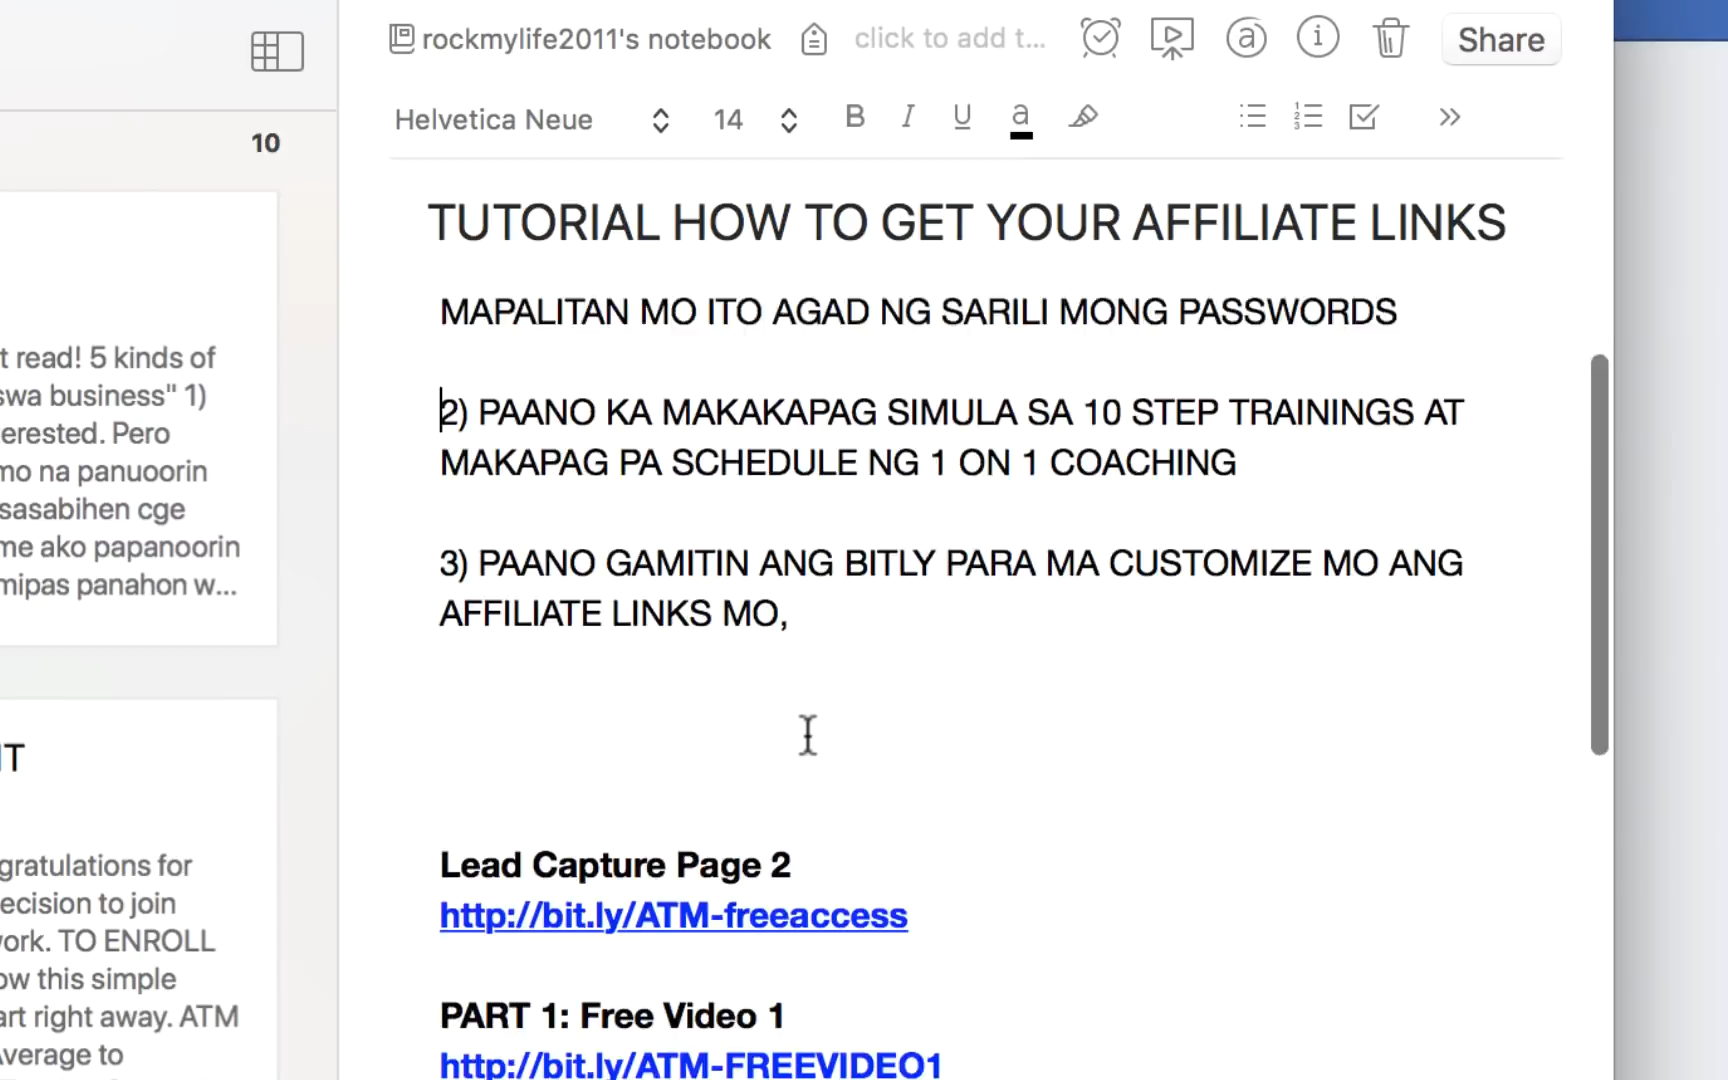 rockmylife2011's notebook
click to add t...
Share
Helvetica Neue
14
B I U a
10
TUTORIAL HOW TO GET YOUR AFFILIATE LINKS
MAPALITAN MO ITO AGAD NG SARILI MONG PASSWORDS
2) PAANO KA MAKAKAPAG SIMULA SA 10 STEP TRAININGS AT
MAKAPAG PA SCHEDULE NG 1 ON 1 COACHING
3) PAANO GAMITIN ANG BITLY PARA MA CUSTOMIZE MO ANG
AFFILIATE LINKS MO,
Lead Capture Page 2
http://bit.ly/ATM-freeaccess
PART 1: Free Video 1
http://bit.ly/ATM-FREEVIDEO1
t read! 5 kinds of
swa business" 1)
erested. Pero
mo na panuoorin
sasabihen cge
me ako papanoorin
mipas panahon w...
IT
gratulations for
ecision to join
work. TO ENROLL
ow this simple
art right away. ATM
Average to